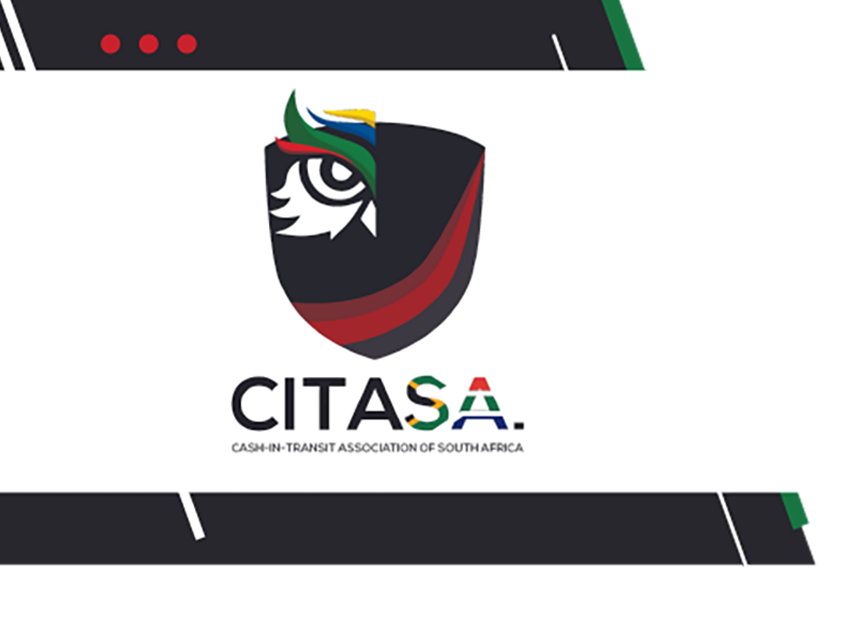 CITASA.
CASH-IN-TRANSIT ASSOCIATION OF SOUTH AFRICA